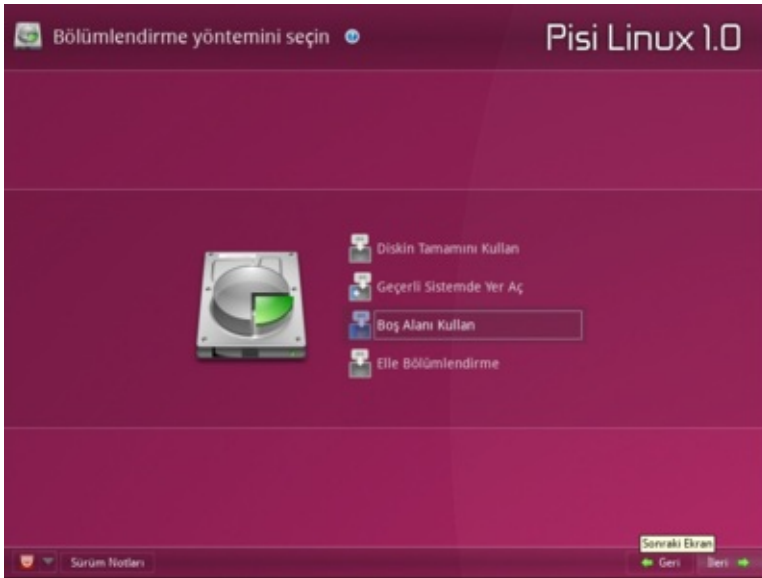 Bölümlendirme yöntemini seçin
Pisi Linux 1.0
Diskin Tamamını Kullan
Geçerli Sistemde Yer Aç
Boş Alanı Kullan
Elle Bölümlendirme
Sonraki Ekran
Sürüm Notları
Geri
İleri